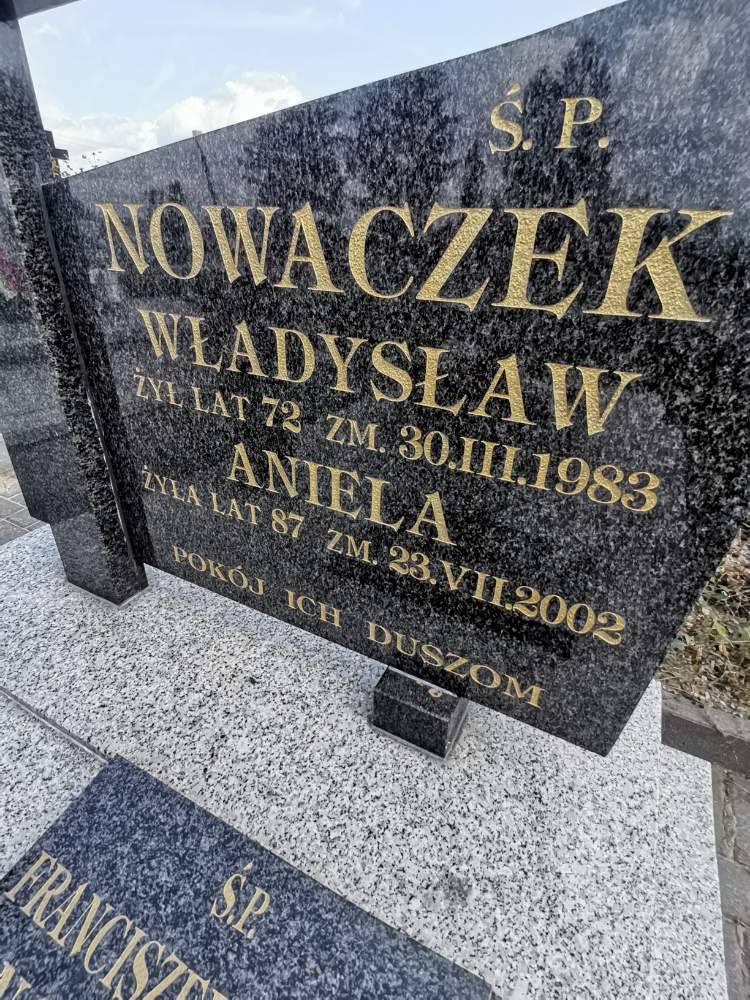 Ś. P.
NOWACZEK
WŁADYSŁAW
ŻYŁ LAT 72 ZM. 30.III.1983
ANIELA
ŻYŁA LAT 87 ZM. 23.VII.2002
POKÓJ ICH DUSZOM
Ś.P.